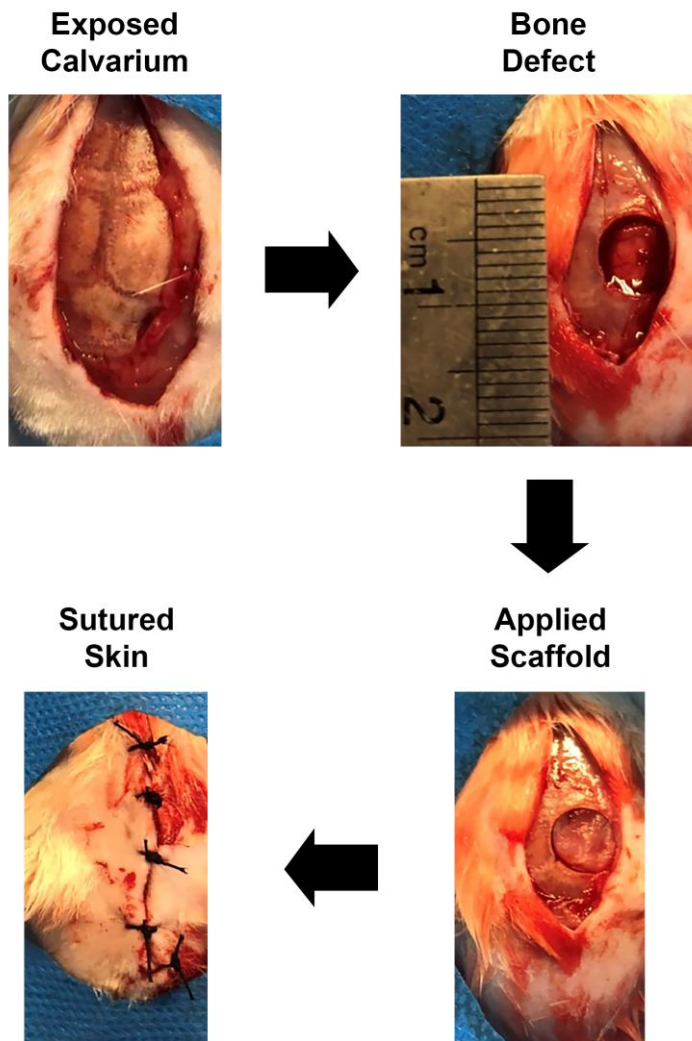 Exposed
Calvarium
Bone
Defect
cm
1
2
Applied
Scaffold
Sutured
Skin